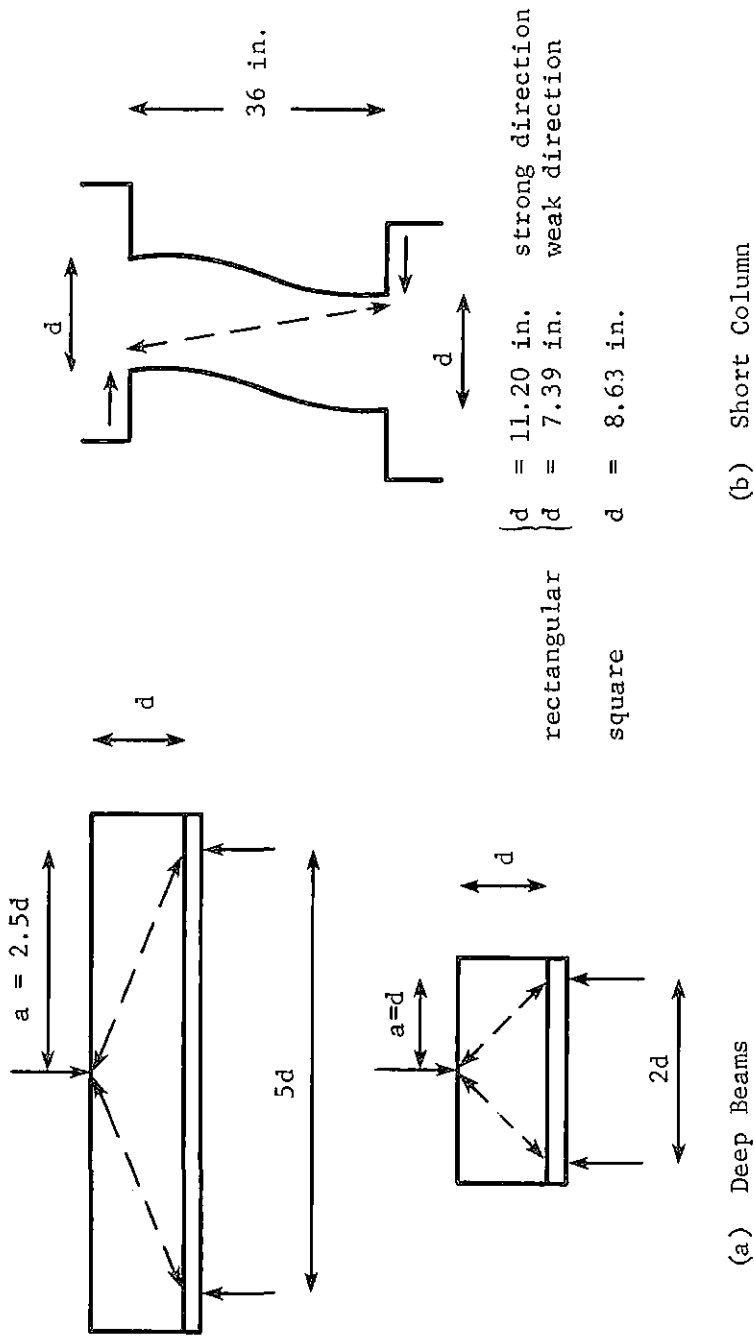 a = 2.5d
d
5d
a=d
d
2d
(a) Deep Beams
d
36 in.
d
rectangular {d = 11.20 in. strong direction
{d = 7.39 in. weak direction
square d = 8.63 in.
(b) Short Column